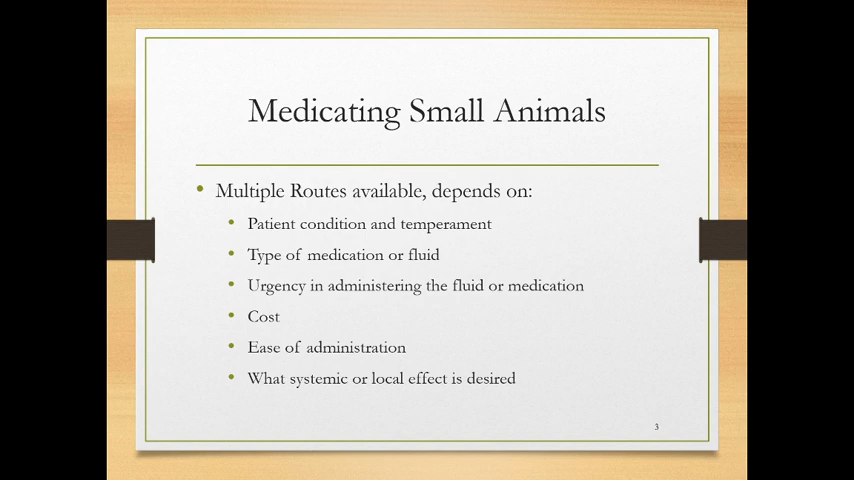 Medicating Small Animals
• Multiple Routes available, depends on:
• Patient condition and temperament
• Type of medication or fluid
• Urgency in administering the fluid or medication
• Cost
• Ease of administration
• What systemic or local effect is desired
3